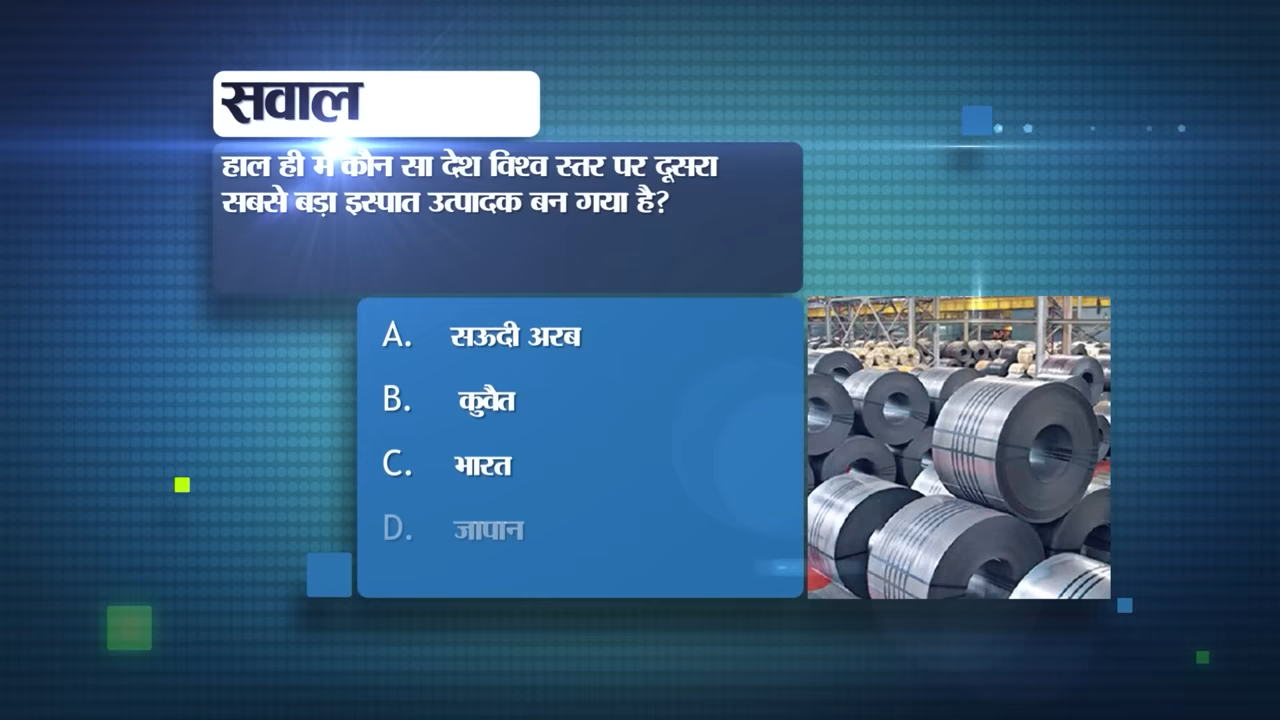 सवाल
हाल ही में कौन सा देश विश्व स्तर पर दूसरा
सबसे बड़ा इस्पात उत्पादक बन गया है?
A. सऊदी अरब
B. कुवैत
C. भारत
D. जापान